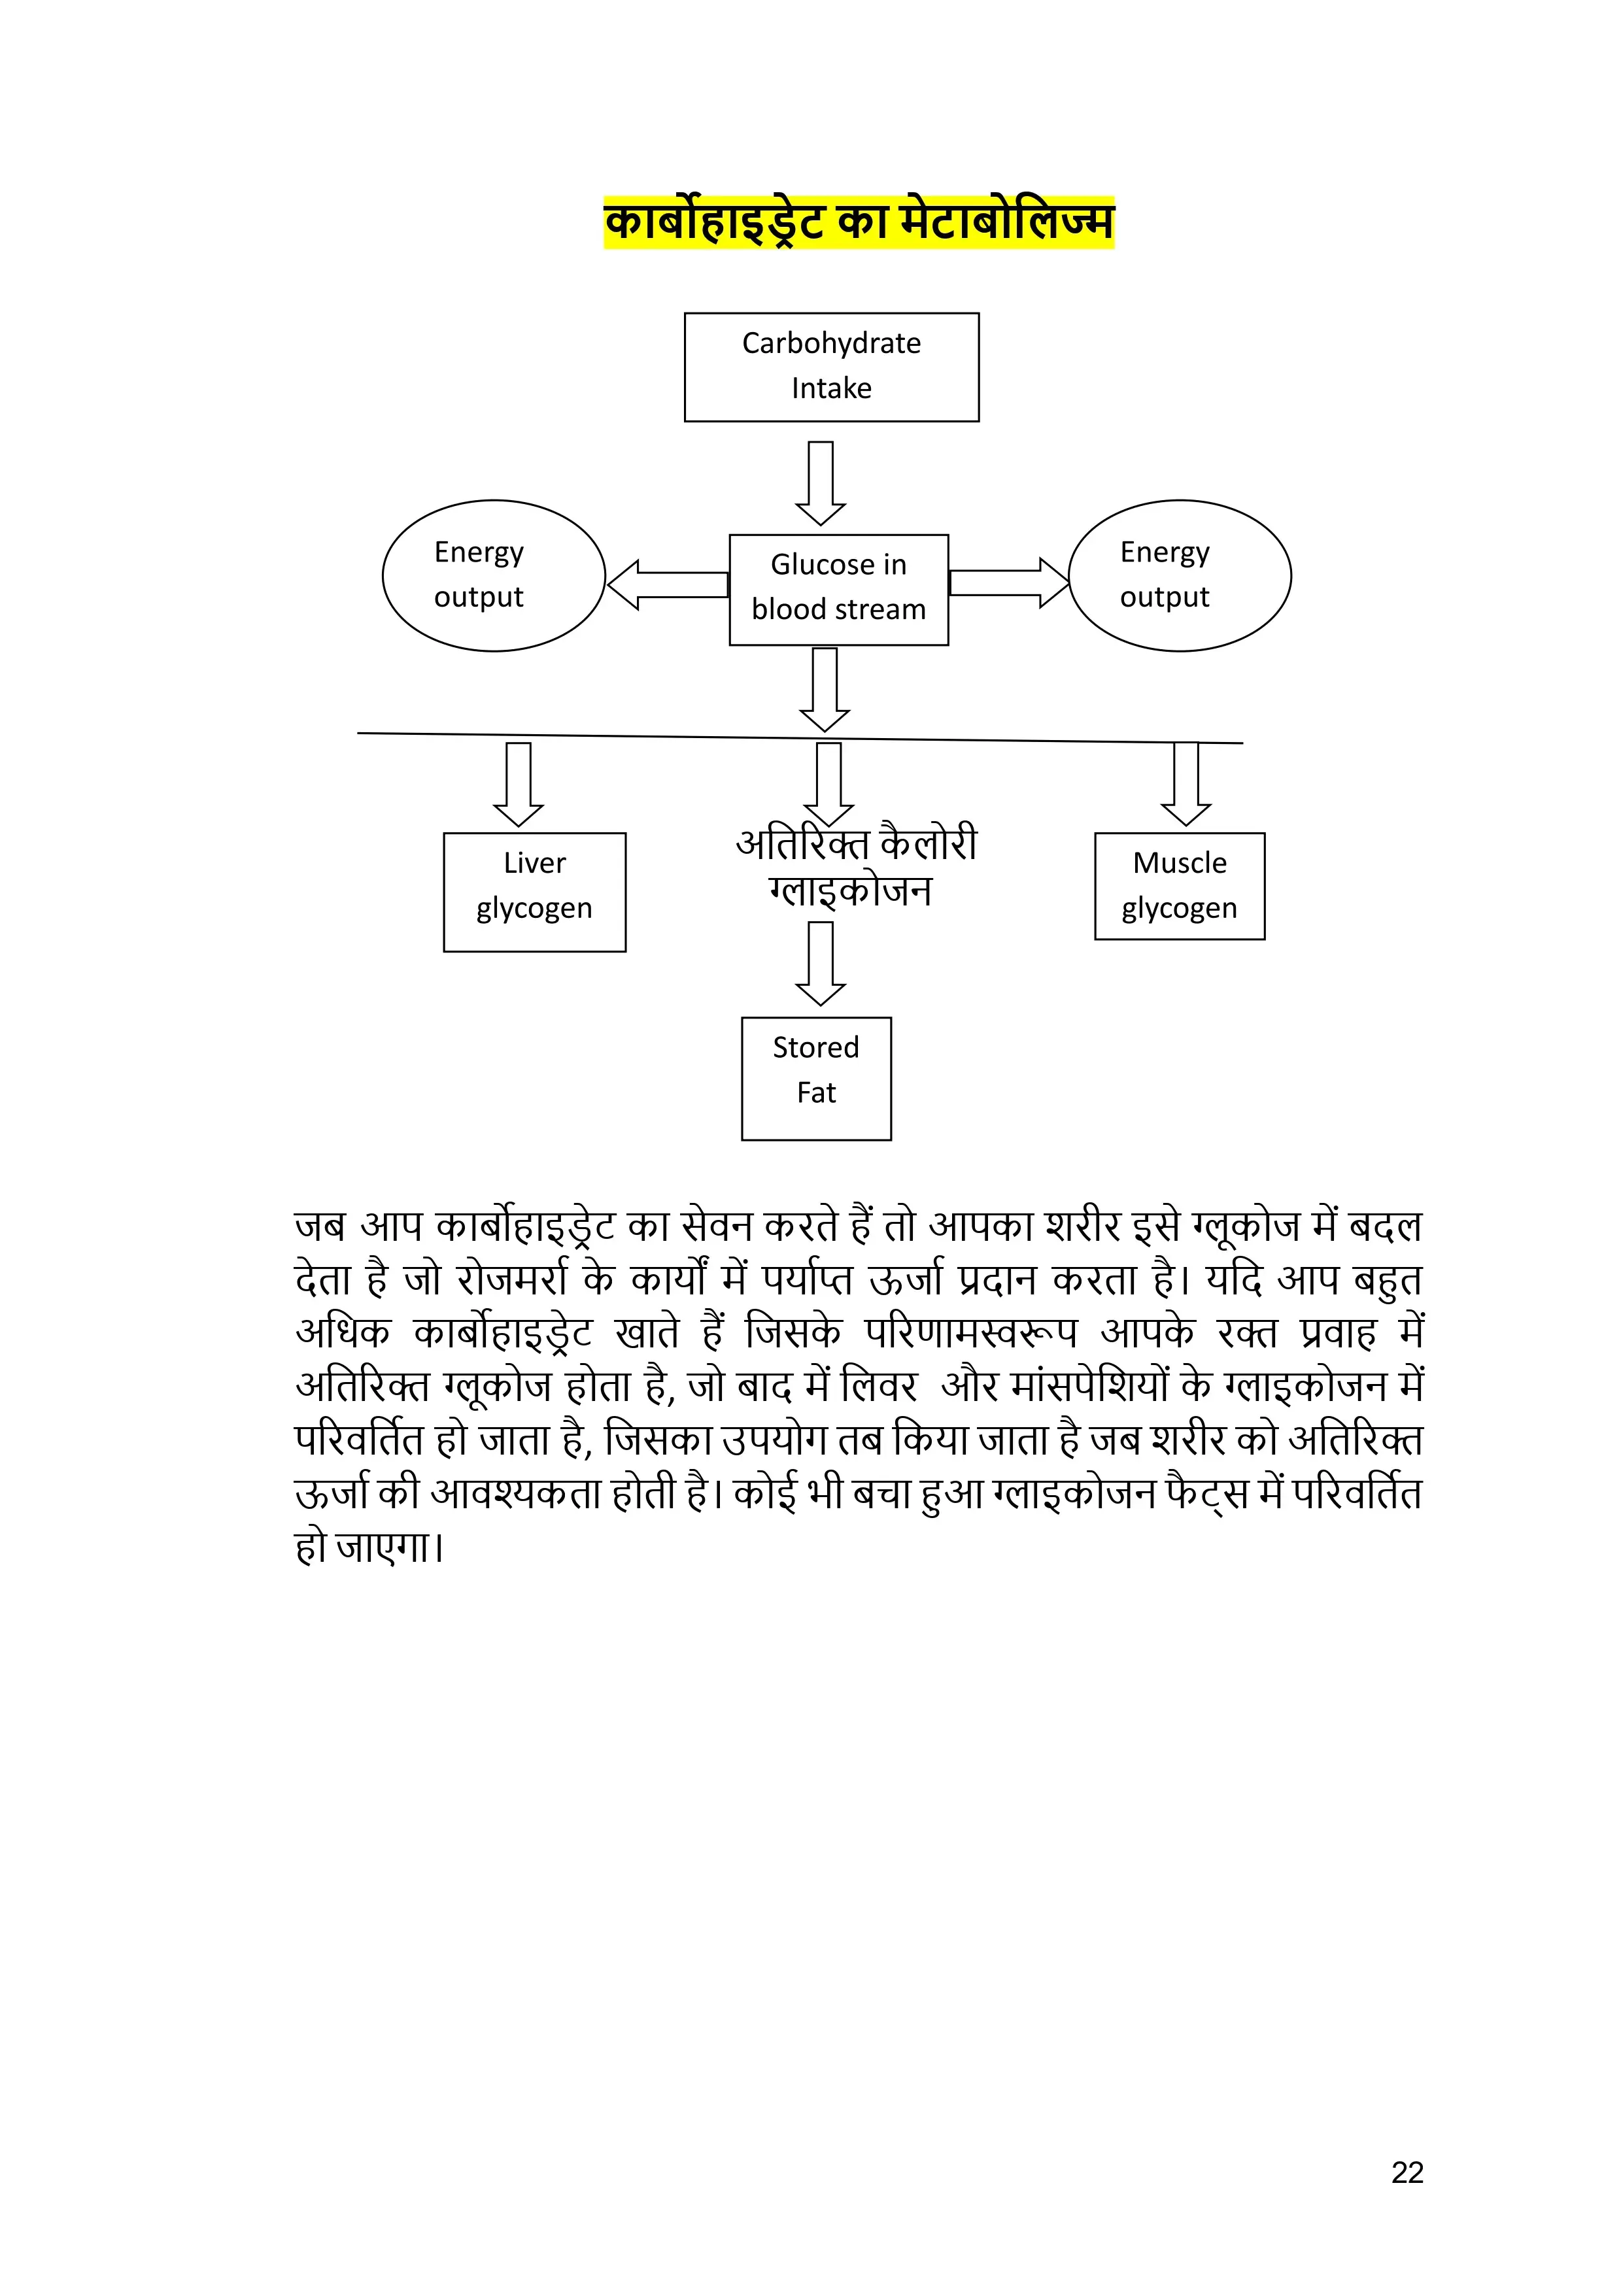 कार्बोहाइड्रेट का मेटाबोलिज्म
Carbohydrate
Intake
Energy
output
Glucose in
blood stream
Energy
output
Liver
glycogen
अतिरिक्त कैलोरी
ग्लाइकोजन
Muscle
glycogen
Stored
Fat
जब आप कार्बोहाइड्रेट का सेवन करते हैं तो आपका शरीर इसे ग्लूकोज में बदल
देता है जो रोजमर्रा के कार्यों में पर्याप्त ऊर्जा प्रदान करता है। यदि आप बहुत
अधिक कार्बोहाइड्रेट खाते हैं जिसके परिणामस्वरूप आपके रक्त प्रवाह में
अतिरिक्त ग्लूकोज होता है, जो बाद में लिवर और मांसपेशियों के ग्लाइकोजन में
परिवर्तित हो जाता है, जिसका उपयोग तब किया जाता है जब शरीर को अतिरिक्त
ऊर्जा की आवश्यकता होती है। कोई भी बचा हुआ ग्लाइकोजन फैट्स में परिवर्तित
हो जाएगा।
22